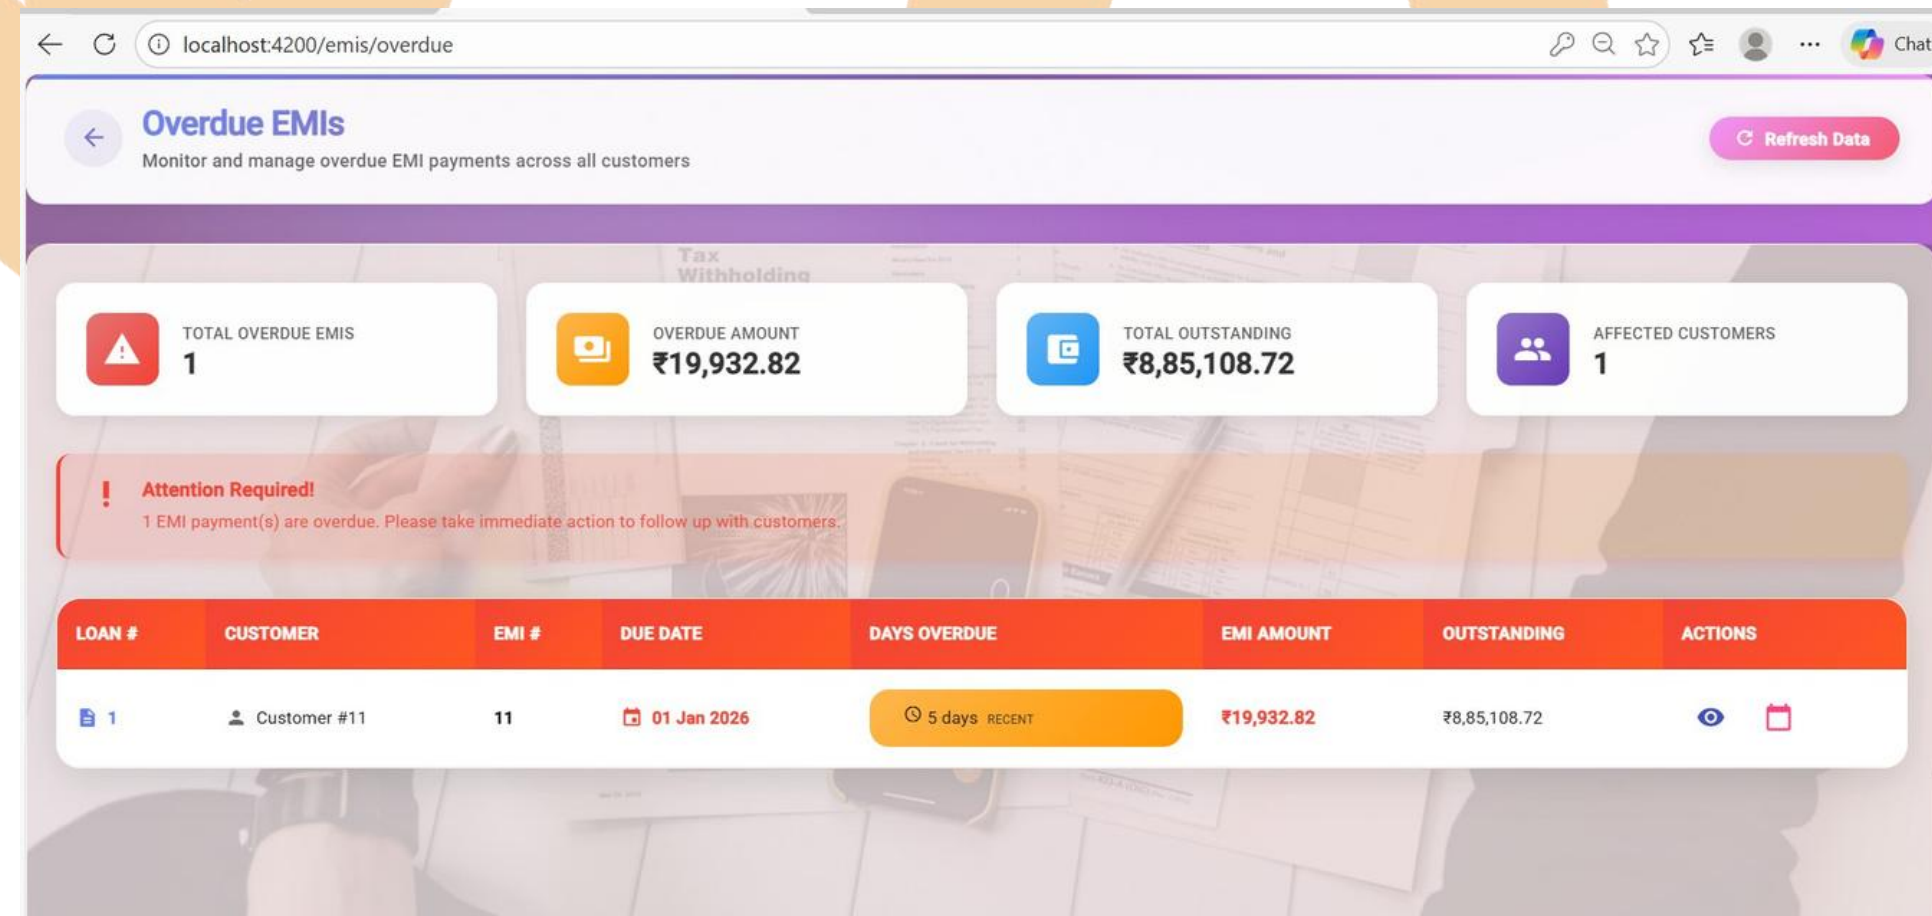 localhost:4200/emis/overdue
Chat
Overdue EMIs
Monitor and manage overdue EMI payments across all customers
Refresh Data
Tax
Withholding
TOTAL OVERDUE EMIS
1
OVERDUE AMOUNT
₹19,932.82
TOTAL OUTSTANDING
₹8,85,108.72
AFFECTED CUSTOMERS
1
Attention Required!
1 EMI payment(s) are overdue. Please take immediate action to follow up with customers.
LOAN # CUSTOMER EMI # DUE DATE DAYS OVERDUE EMI AMOUNT OUTSTANDING ACTIONS
1 Customer #11 11 01 Jan 2026 5 days RECENT ₹19,932.82 ₹8,85,108.72